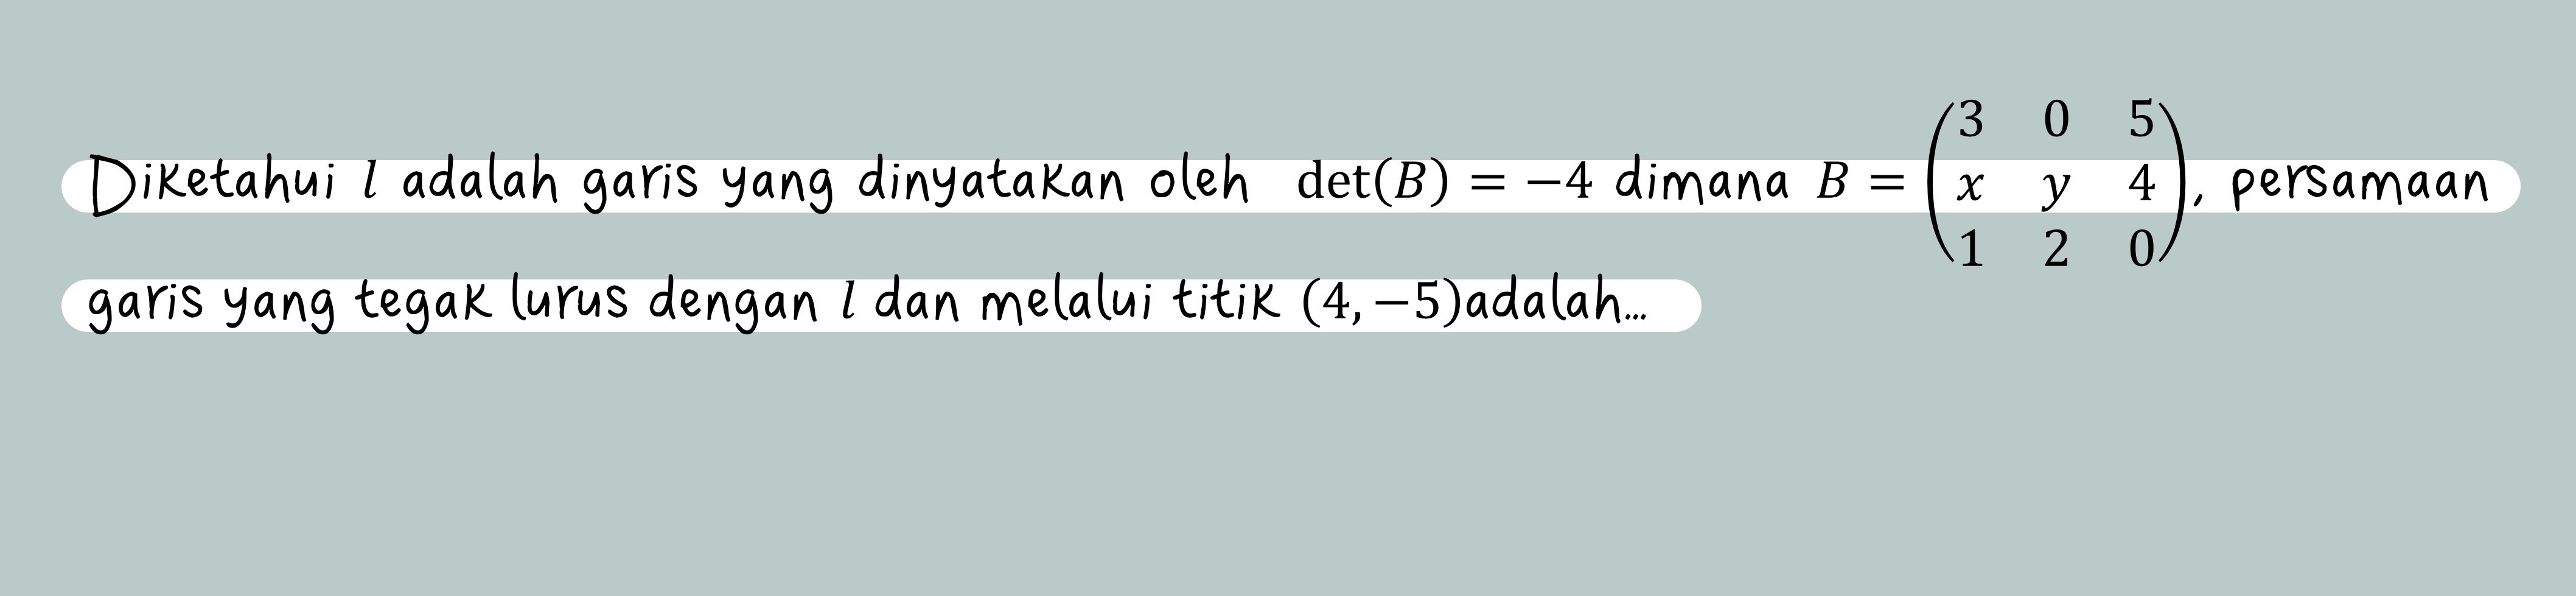 Diketahui l adalah garis yang dinyatakan oleh det(B) = −4 dimana B = (3 0 5; x y 4; 1 2 0), persamaan
garis yang tegak lurus dengan l dan melalui titik (4, −5)adalah...